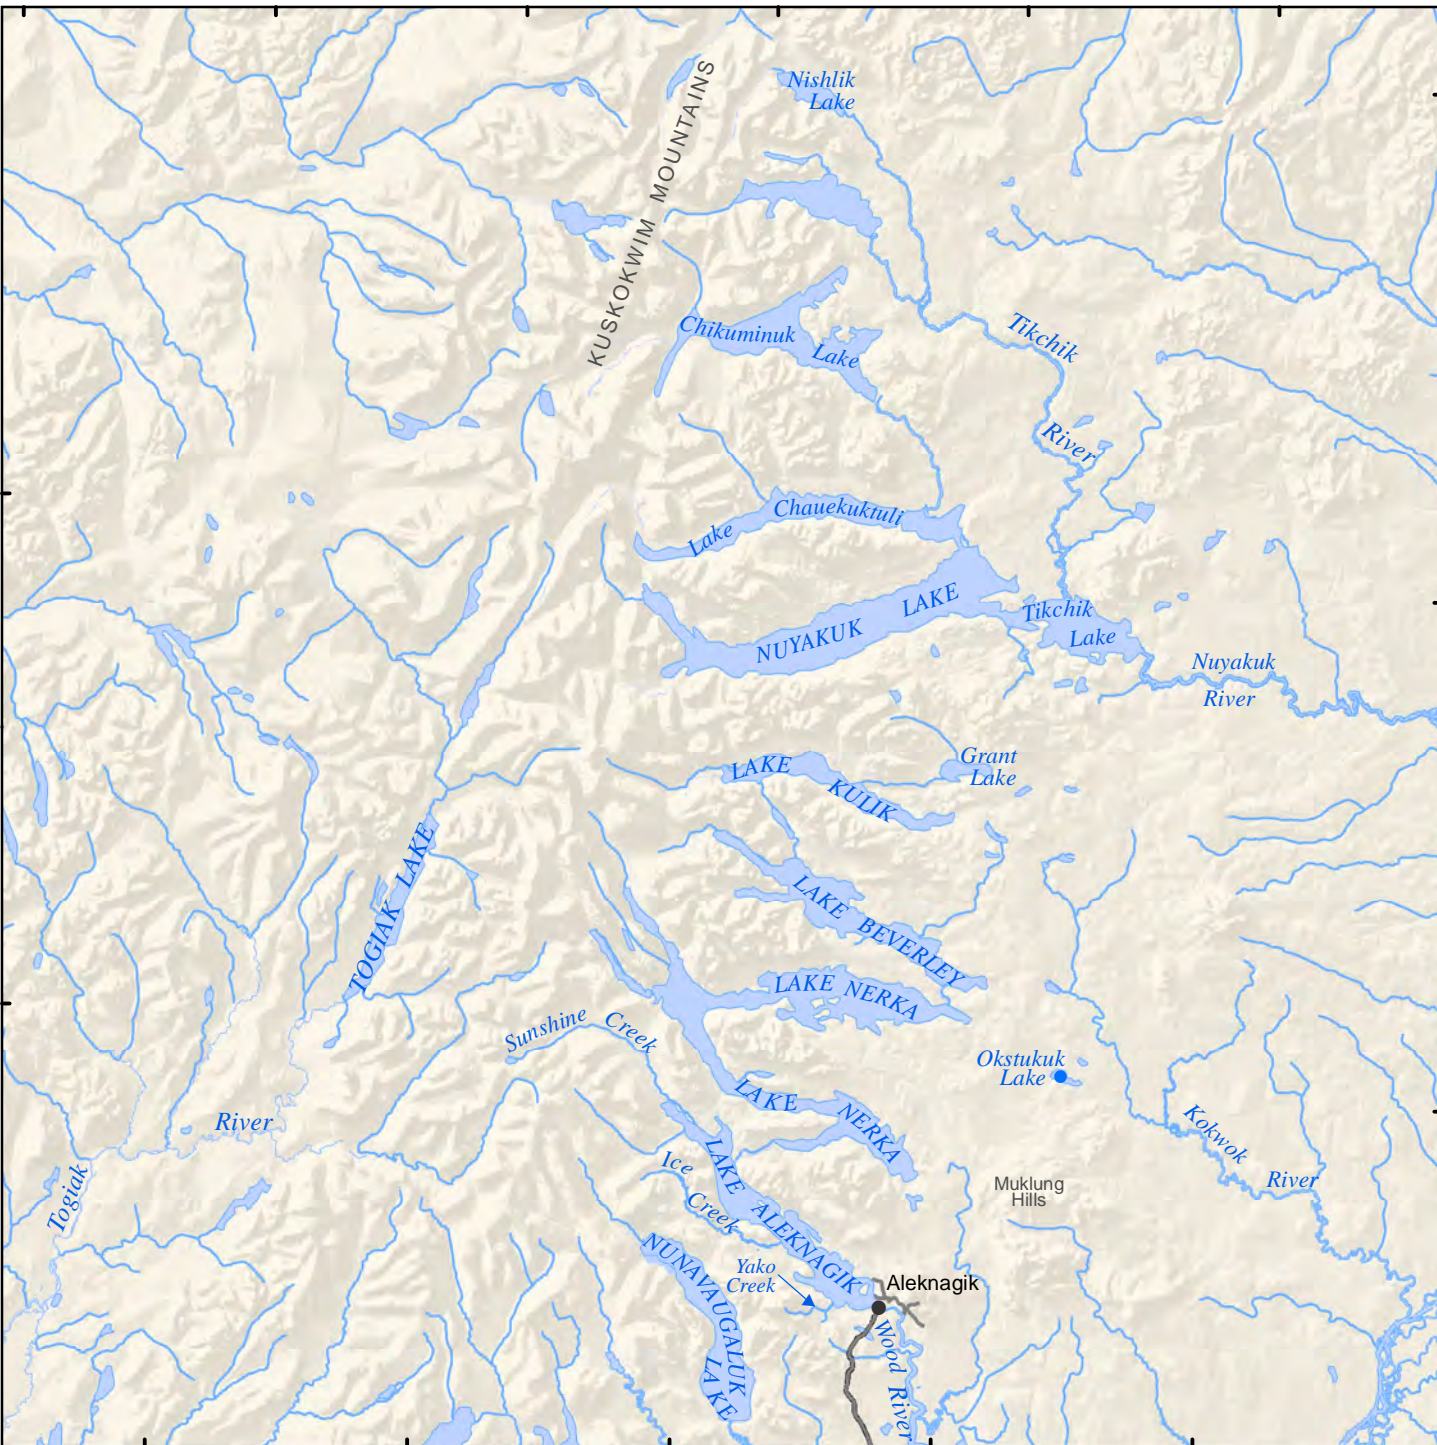 Nishlik
Lake
KUSKOKWIM MOUNTAINS
Chikuminuk Lake
Tikchik
River
Lake Chauekuktuli
NUYAKUK LAKE
Tikchik
Lake
Nuyakuk
River
Grant
Lake
LAKE KULIK
TOGIAK LAKE
LAKE BEVERLEY
LAKE NERKA
Sunshine Creek
Okstukuk
Lake
LAKE NERKA
Kokwok River
Togiak River
Ice
Creek
LAKE ALEKNAGIK
Muklung
Hills
NUNAVAUGALUK
LAKE
Yako
Creek
Aleknagik
Wood River